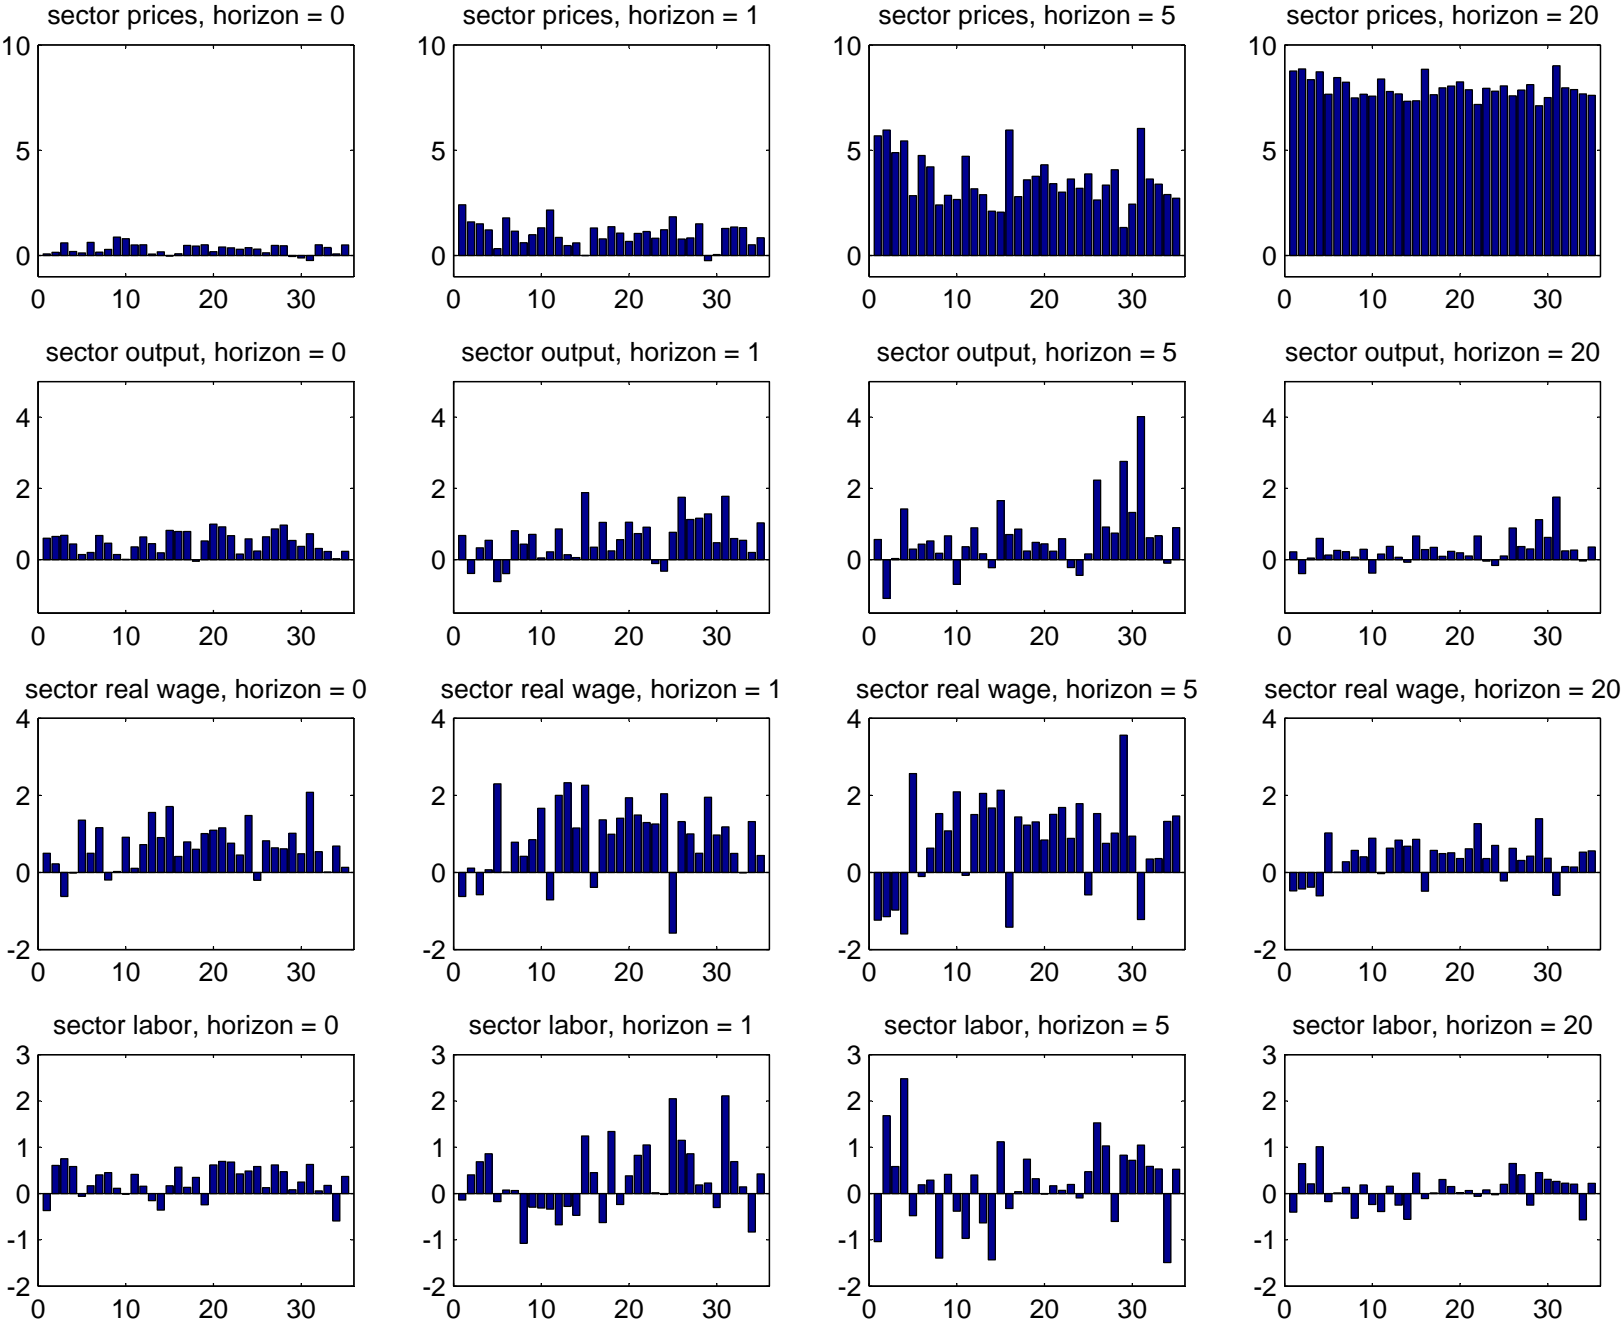 sector prices, horizon = 0
sector prices, horizon = 1
sector prices, horizon = 5
sector prices, horizon = 20
10
5
0
0 10 20 30
10
5
0
0 10 20 30
10
5
0
0 10 20 30
10
5
0
0 10 20 30
sector output, horizon = 0
sector output, horizon = 1
sector output, horizon = 5
sector output, horizon = 20
4
2
0
0 10 20 30
4
2
0
0 10 20 30
4
2
0
0 10 20 30
4
2
0
0 10 20 30
sector real wage, horizon = 0
sector real wage, horizon = 1
sector real wage, horizon = 5
sector real wage, horizon = 20
4
2
0
-2
0 10 20 30
4
2
0
-2
0 10 20 30
4
2
0
-2
0 10 20 30
4
2
0
-2
0 10 20 30
sector labor, horizon = 0
sector labor, horizon = 1
sector labor, horizon = 5
sector labor, horizon = 20
3
2
1
0
-1
-2
0 10 20 30
3
2
1
0
-1
-2
0 10 20 30
3
2
1
0
-1
-2
0 10 20 30
3
2
1
0
-1
-2
0 10 20 30